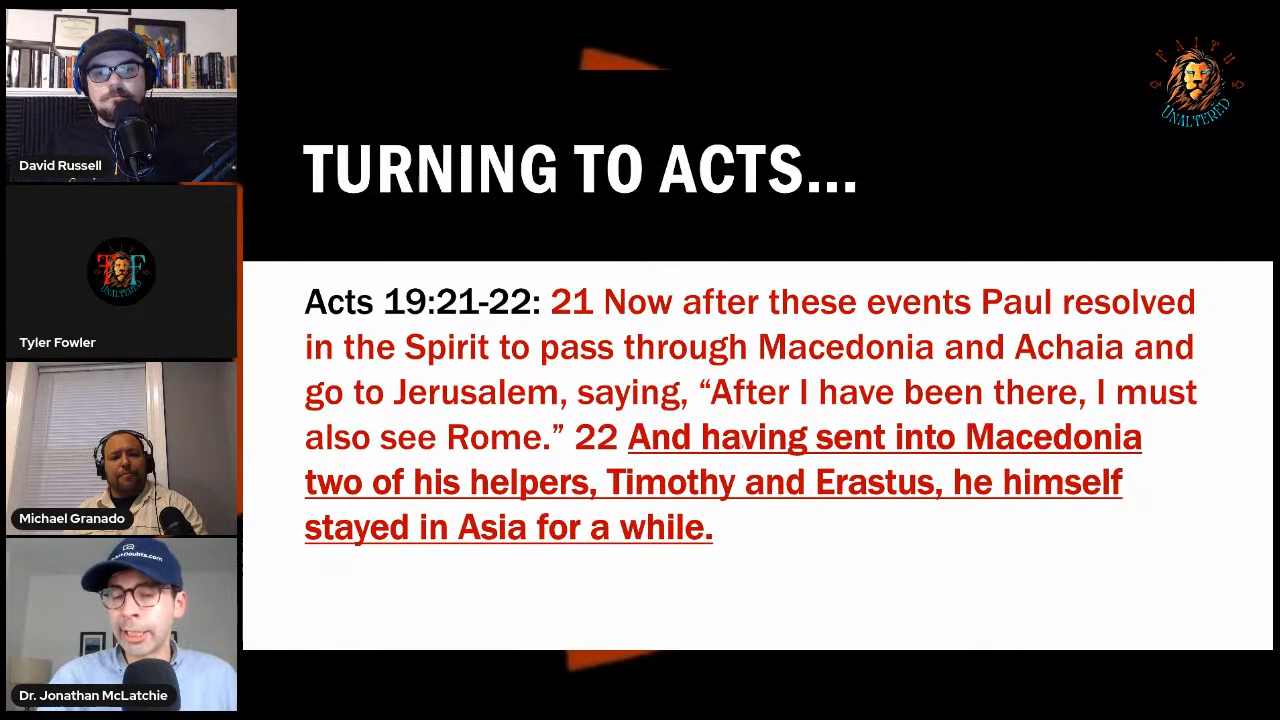 David Russell
Tyler Fowler
Michael Granado
Dr. Jonathan McLatchie
FAITH
UNALTERED
TURNING TO ACTS...
Acts 19:21-22: 21 Now after these events Paul resolved
in the Spirit to pass through Macedonia and Achaia and
go to Jerusalem, saying, “After I have been there, I must
also see Rome.” 22 And having sent into Macedonia
two of his helpers, Timothy and Erastus, he himself
stayed in Asia for a while.